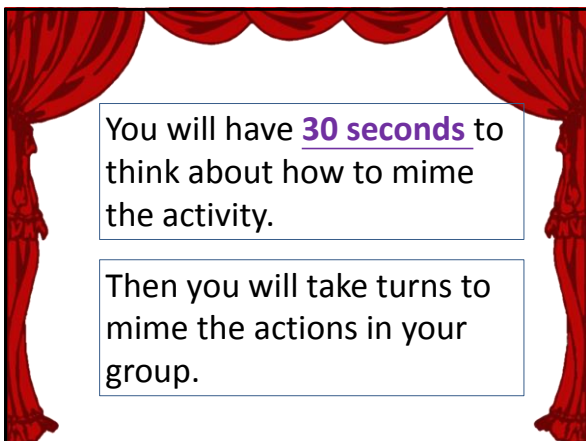 You will have 30 seconds to
think about how to mime
the activity.
Then you will take turns to
mime the actions in your
group.